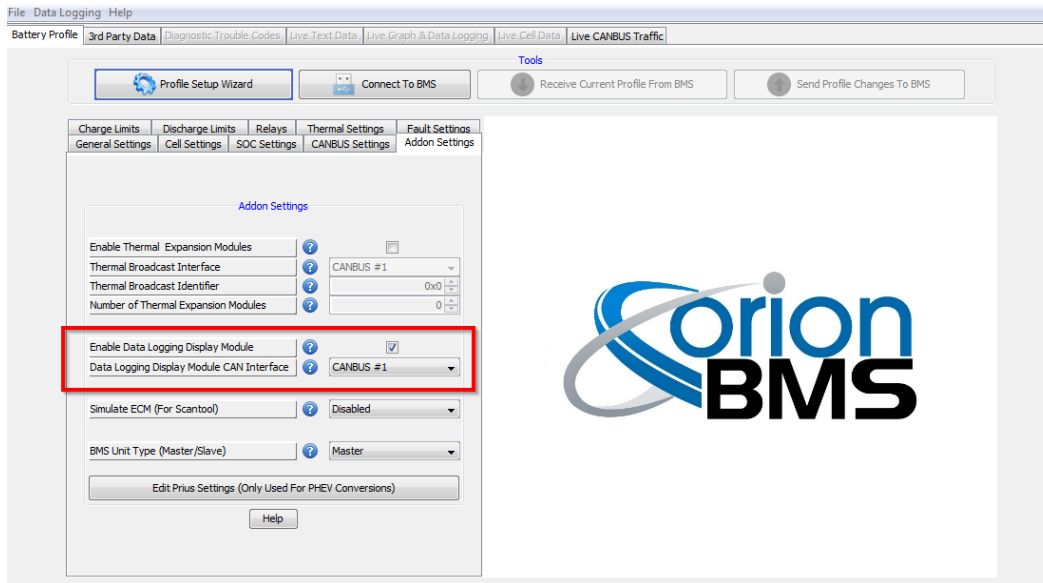 File Data Logging Help
Battery Profile 3rd Party Data Diagnostic Trouble Codes Live Text Data Live Graph & Data Logging Live Cell Data Live CANBUS Traffic
Tools
Profile Setup Wizard Connect To BMS Receive Current Profile From BMS Send Profile Changes To BMS
Charge Limits Discharge Limits Relays Thermal Settings Fault Settings
General Settings Cell Settings SOC Settings CANBUS Settings Addon Settings
Addon Settings
Enable Thermal Expansion Modules ?
Thermal Broadcast Interface ? CANBUS #1
Thermal Broadcast Identifier ? 0x0
Number of Thermal Expansion Modules ? 0
Enable Data Logging Display Module ?
Data Logging Display Module CAN Interface ? CANBUS #1
Simulate ECM (For Scantool) ? Disabled
BMS Unit Type (Master/Slave) ? Master
Edit Prius Settings (Only Used For PHEV Conversions)
Help
orion
BMS